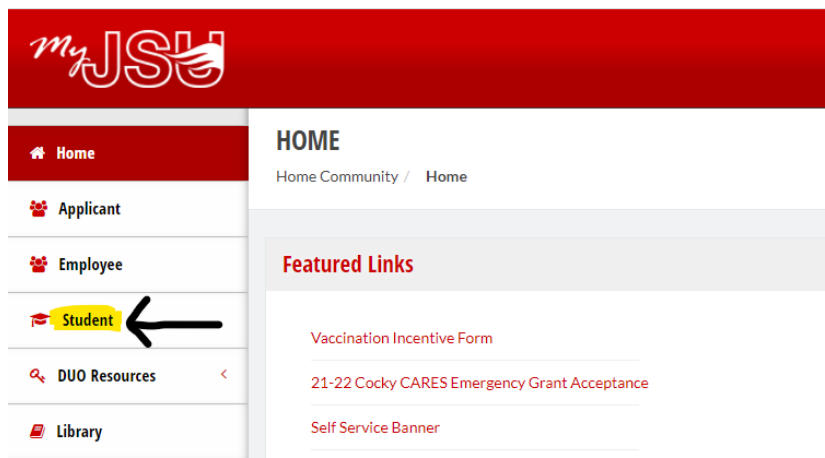 myJSU
Home
Applicant
Employee
Student
DUO Resources
Library
HOME
Home Community / Home
Featured Links
Vaccination Incentive Form
21-22 Cocky CARES Emergency Grant Acceptance
Self Service Banner